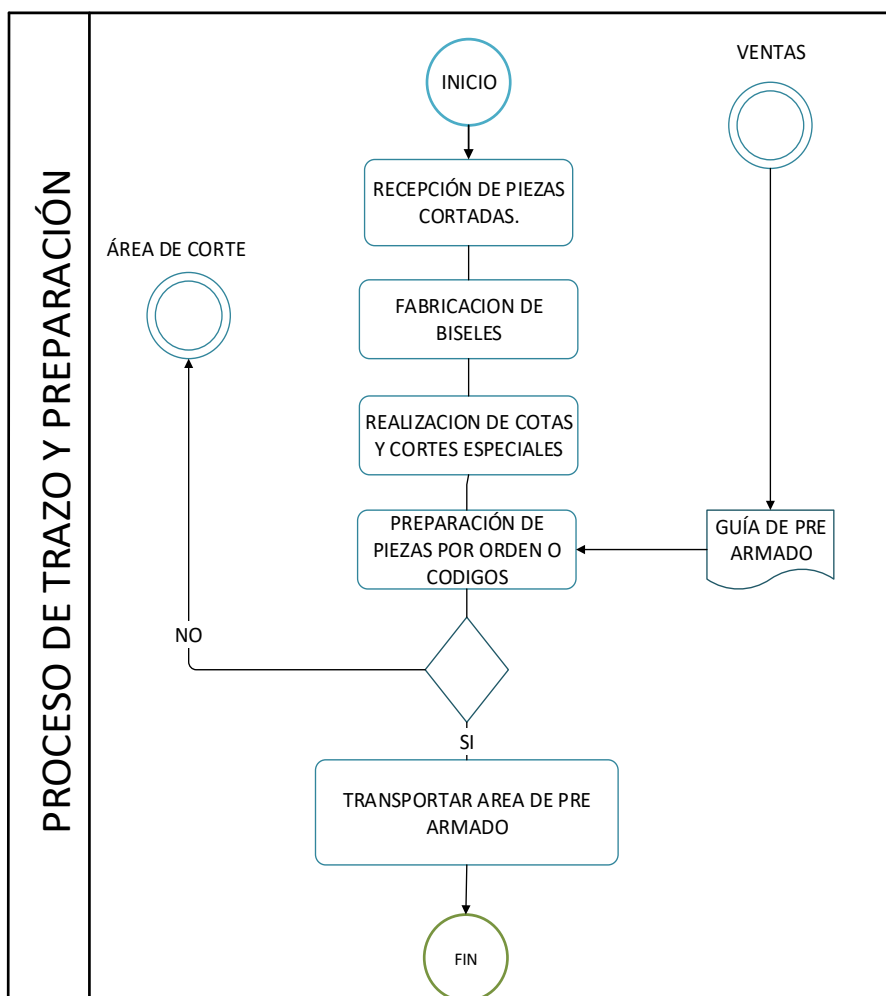 PROCESO DE TRAZO Y PREPARACIÓN
INICIO
VENTAS
RECEPCIÓN DE PIEZAS
CORTADAS.
ÁREA DE CORTE
FABRICACION DE
BISELES
REALIZACION DE COTAS
Y CORTES ESPECIALES
PREPARACIÓN DE
PIEZAS POR ORDEN O
CODIGOS
GUÍA DE PRE
ARMADO
NO
SI
TRANSPORTAR AREA DE PRE
ARMADO
FIN